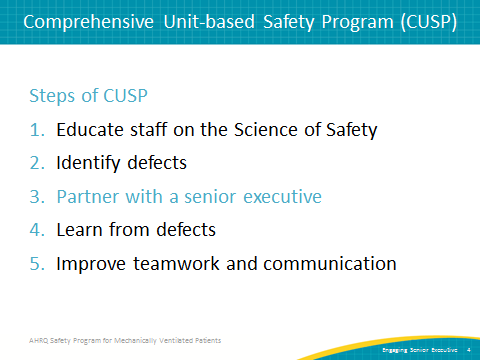 Comprehensive Unit-based Safety Program (CUSP)
Steps of CUSP
1. Educate staff on the Science of Safety
2. Identify defects
3. Partner with a senior executive
4. Learn from defects
5. Improve teamwork and communication
AHRQ Safety Program for Mechanically Ventilated Patients
Engaging Senior Executive 4